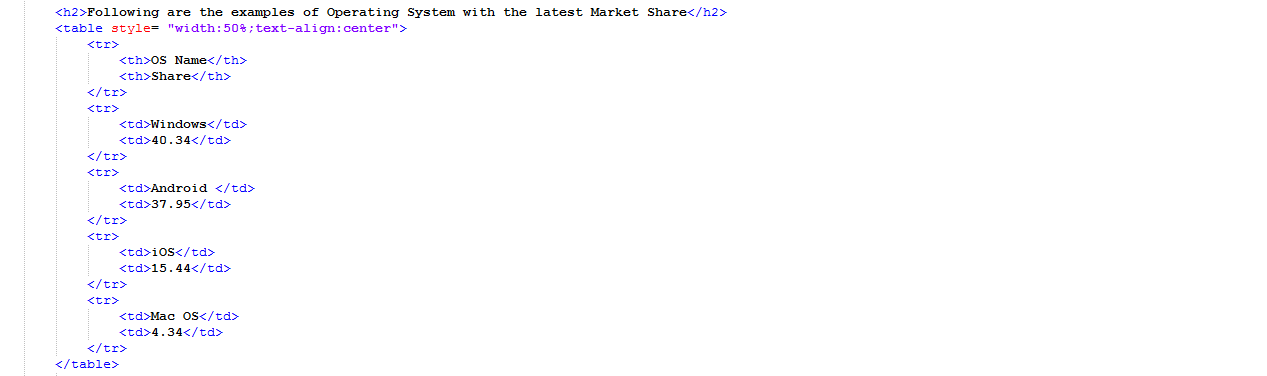 <h2>Following are the examples of Operating System with the latest Market Share</h2>
<table style= "width:50%;text-align:center">
<tr>
<th>OS Name</th>
<th>Share</th>
</tr>
<tr>
<td>Windows</td>
<td>40.34</td>
</tr>
<tr>
<td>Android </td>
<td>37.95</td>
</tr>
<tr>
<td>iOS</td>
<td>15.44</td>
</tr>
<tr>
<td>Mac OS</td>
<td>4.34</td>
</tr>
</table>